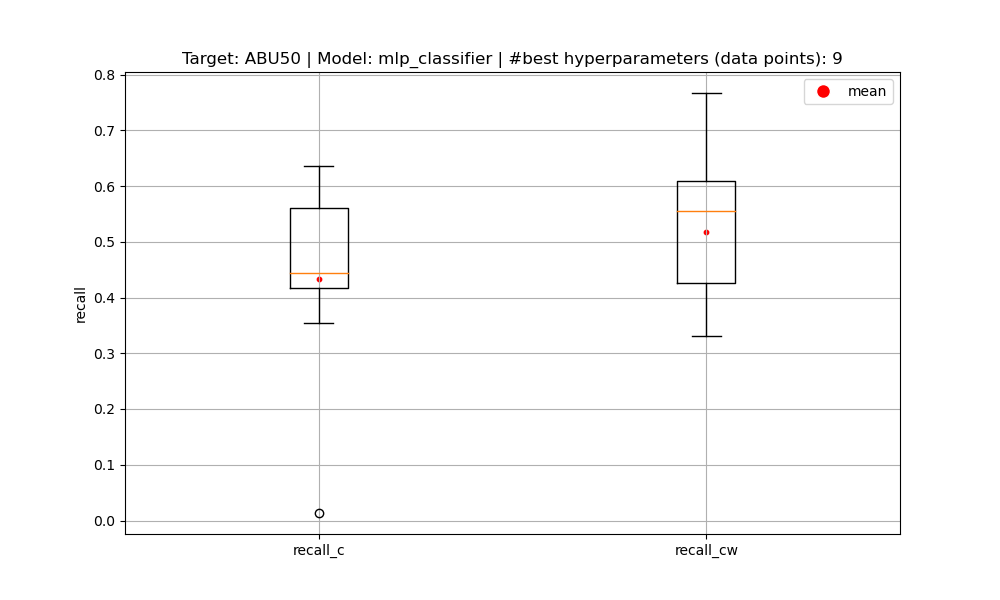 Target: ABU50 | Model: mlp_classifier | #best hyperparameters (data points): 9
mean
0.8
0.7
0.6
0.5
0.4
0.3
0.2
0.1
0.0
recall
recall_c
recall_cw